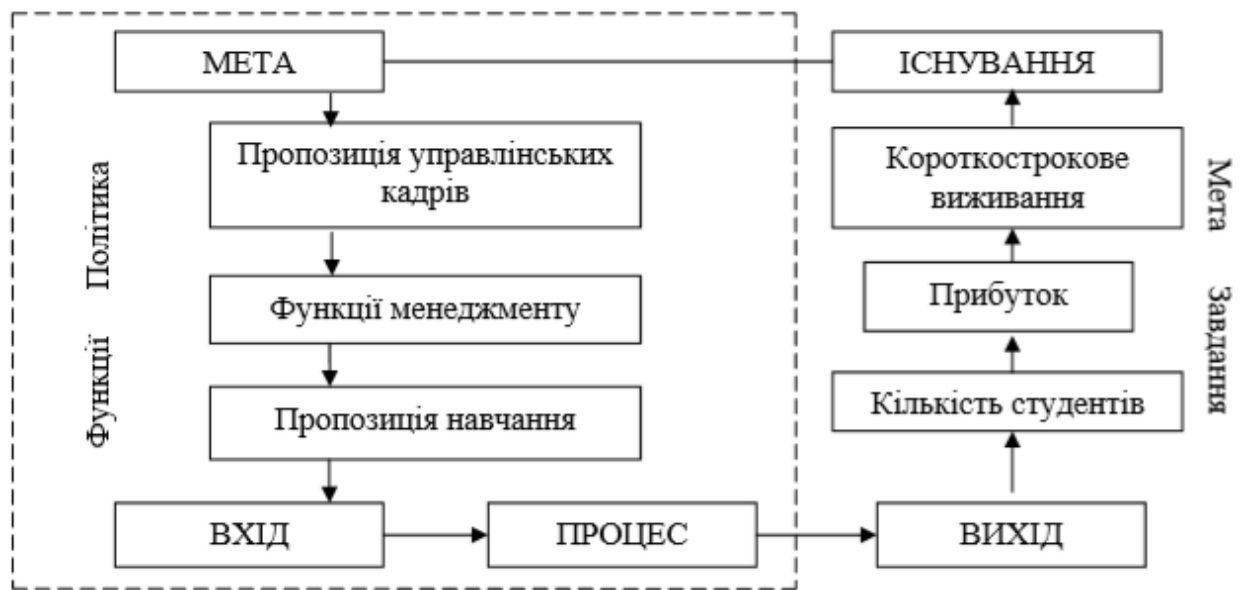 МЕТА
ІСНУВАННЯ
Пропозиція управлінських
кадрів
Короткострокове
виживання
Політика
Мета
Функції менеджменту
Прибуток
Функції
Завдання
Пропозиція навчання
Кількість студентів
ВХІД
ПРОЦЕС
ВИХІД